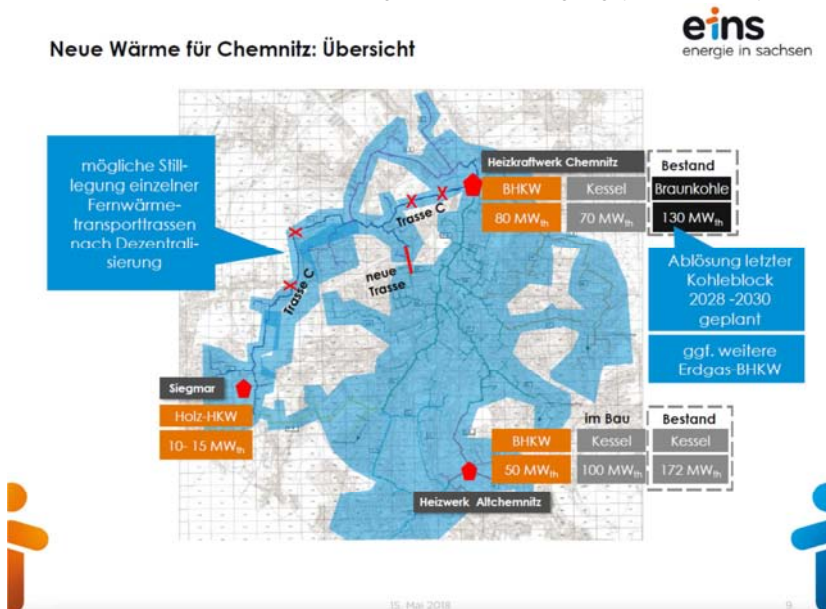 eins
energie in sachsen
Neue Wärme für Chemnitz: Übersicht
mögliche Still-
legung einzelner
Fernwärme-
transporttrassen
nach Dezentrali-
sierung
Heizkraftwerk Chemnitz
Bestand
BHKW
Kessel
Braunkohle
80 MWth
70 MWth
130 MWth
Trasse C
neue
Trasse
Trasse C
Ablösung letzter
Kohleblock
2028 -2030
geplant
ggf. weitere
Erdgas-BHKW
Siegmar
Holz-HKW
10- 15 MWth
im Bau
Bestand
BHKW
Kessel
Kessel
50 MWth
100 MWth
172 MWth
Heizwerk Altchemnitz
15. Mai 2018
9